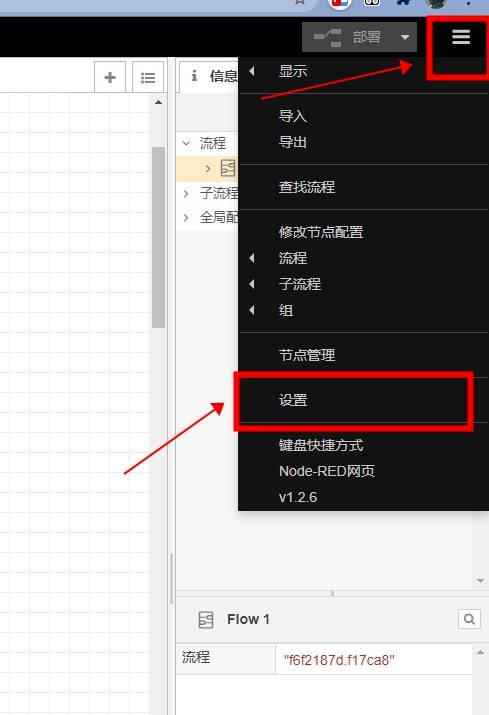 部署
信息
显示
导入
导出
流程
查找流程
子流程
全局配
修改节点配置
流程
子流程
组
节点管理
设置
键盘快捷方式
Node-RED网页
v1.2.6
Flow 1
流程
"f6f2187d.f17ca8"